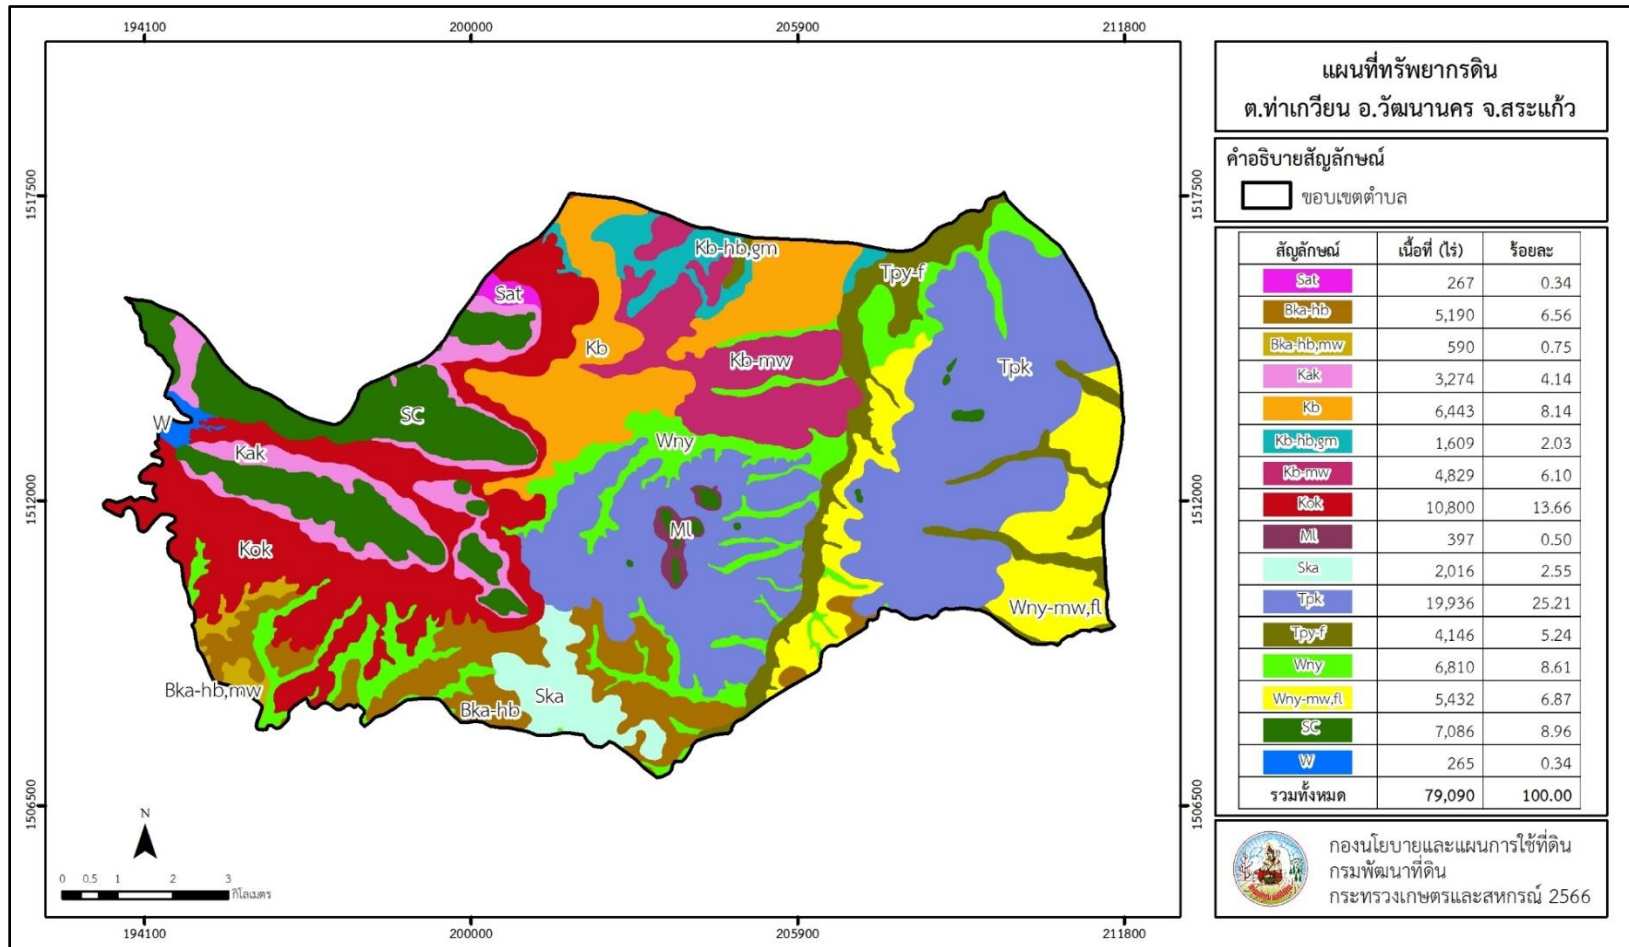 194100
200000
205900
211800
1517500
1517500
1512000
1512000
1506500
1506500
Kb-hb,gm
Tpy-f
Sat
Kb
Kb-mw
Tpk
SC
W
Wny
Kak
Ml
Kok
Wny-mw,fl
Bka-hb,mw
Ska
Bka-hb
N
0 0.5 1 2 3
กิโลเมตร
194100
200000
205900
211800
แผนที่ทรัพยากรดิน
ต.ท่าเกวียน อ.วัฒนานคร จ.สระแก้ว
คำอธิบายสัญลักษณ์
ขอบเขตตำบล
สัญลักษณ์ เนื้อที่ (ไร่) ร้อยละ
Sat 267 0.34
Bka-hb 5,190 6.56
Bka-hb,mw 590 0.75
Kak 3,274 4.14
Kb 6,443 8.14
Kb-hb,gm 1,609 2.03
Kb-mw 4,829 6.10
Kok 10,800 13.66
Ml 397 0.50
Ska 2,016 2.55
Tpk 19,936 25.21
Tpy-f 4,146 5.24
Wny 6,810 8.61
Wny-mw,fl 5,432 6.87
SC 7,086 8.96
W 265 0.34
รวมทั้งหมด 79,090 100.00
กองนโยบายและแผนการใช้ที่ดิน
กรมพัฒนาที่ดิน
กระทรวงเกษตรและสหกรณ์ 2566